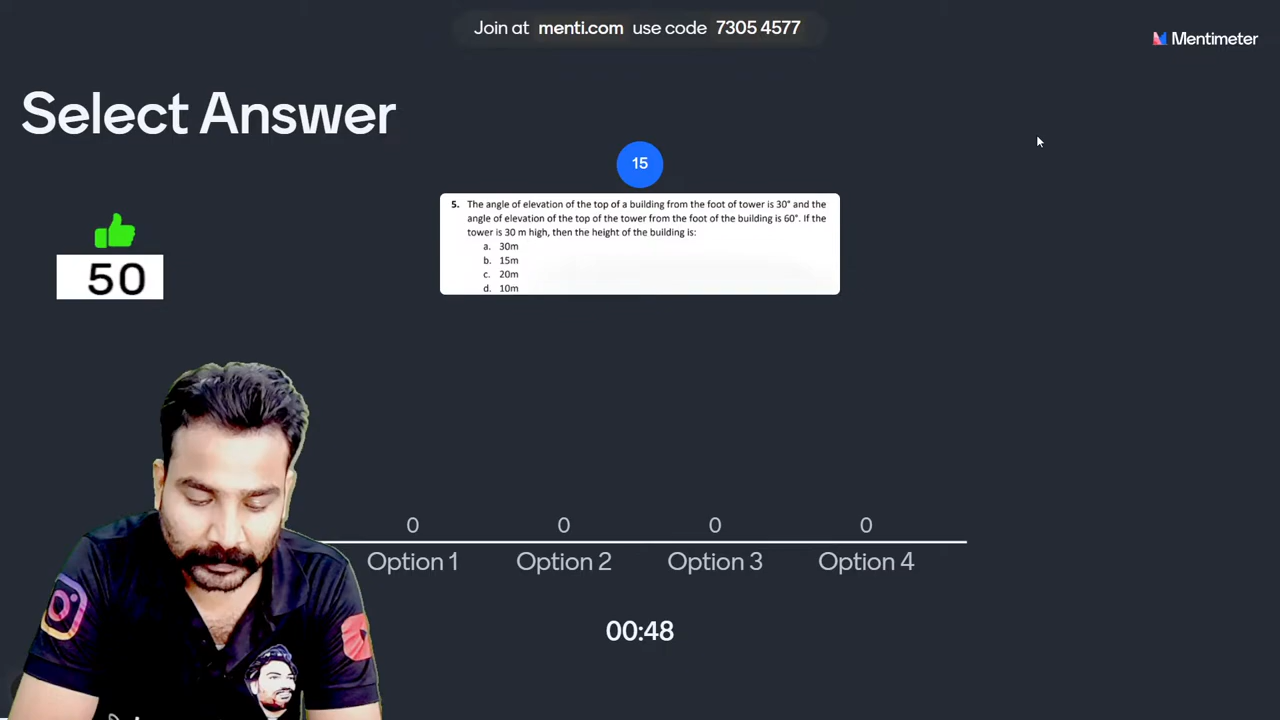 Join at menti.com use code 7305 4577
Mentimeter
Select Answer
15
5. The angle of elevation of the top of a building from the foot of tower is 30° and the
angle of elevation of the top of the tower from the foot of the building is 60°. If the
tower is 30 m high, then the height of the building is:
a. 30m
b. 15m
c. 20m
d. 10m
50
0 0 0 0
Option 1 Option 2 Option 3 Option 4
00:48